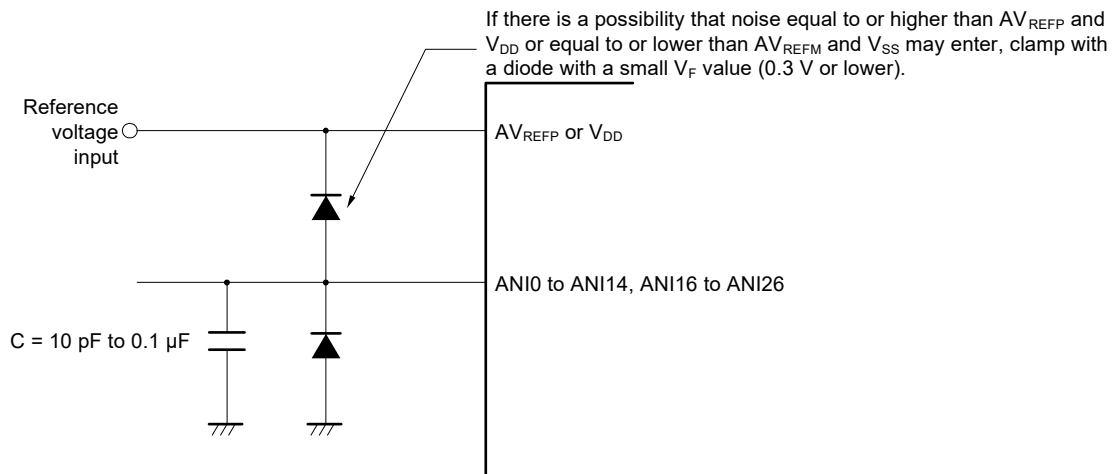 If there is a possibility that noise equal to or higher than AVREFP and
VDD or equal to or lower than AVREFM and VSS may enter, clamp with
a diode with a small VF value (0.3 V or lower).
Reference
voltage
input
AVREFP or VDD
ANI0 to ANI14, ANI16 to ANI26
C = 10 pF to 0.1 μF